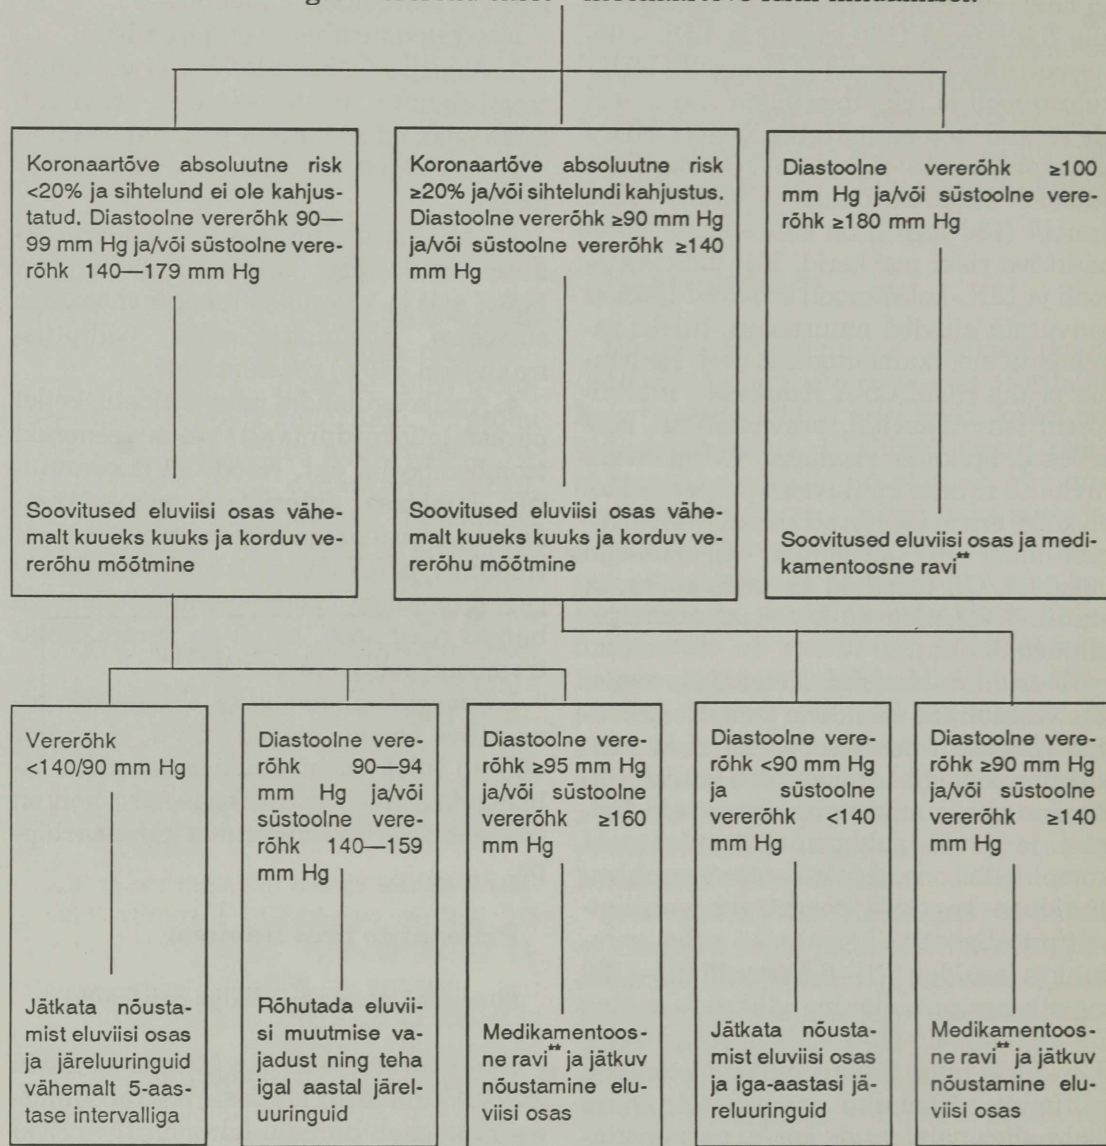 Koronaartõve absoluutne risk
<20% ja sihtelund ei ole kahjus-
tatud. Diastoolne vererõhk 90—
99 mm Hg ja/või süstoolne vere-
rõhk 140—179 mm Hg
Soovitused eluviisi osas vähe-
malt kuueks kuuks ja korduv ve-
rerõhu mõõtmine
Koronaartõve absoluutne risk
≥20% ja/või sihtelundi kahjustus.
Diastoolne vererõhk ≥90 mm Hg
ja/või süstoolne vererõhk ≥140
mm Hg
Soovitused eluviisi osas vähe-
malt kuueks kuuks ja korduv ve-
rerõhu mõõtmine
Diastoolne vererõhk ≥100
mm Hg ja/või süstoolne vere-
rõhk ≥180 mm Hg
Soovitused eluviisi osas ja medi-
kamentoosne ravi**
Vererõhk
<140/90 mm Hg
Jätkata nõusta-
mist eluviisi osas
ja järeluuringuid
vähemalt 5-aas-
tase intervalliga
Diastoolne vere-
rõhk 90—94
mm Hg ja/või
süstoolne vere-
rõhk 140—159
mm Hg
Rõhutada eluvii-
si muutmise va-
jadust ning teha
igal aastal järel-
uuringuid
Diastoolne vere-
rõhk ≥95 mm Hg
ja/või süstoolne
vererõhk ≥160
mm Hg
Medikamentoos-
ne ravi** ja jätkuv
nõustamine elu-
viisi osas
Diastoolne vere-
rõhk <90 mm Hg
ja süstoolne
vererõhk <140
mm Hg
Jätkata nõusta-
mist eluviisi osas
ja iga-aastasi jä-
reluuringuid
Diastoolne vere-
rõhk ≥90 mm Hg
ja/või süstoolne
vererõhk ≥140
mm Hg
Medikamentoos-
ne ravi** ja jätkuv
nõustamine elu-
viisi osas